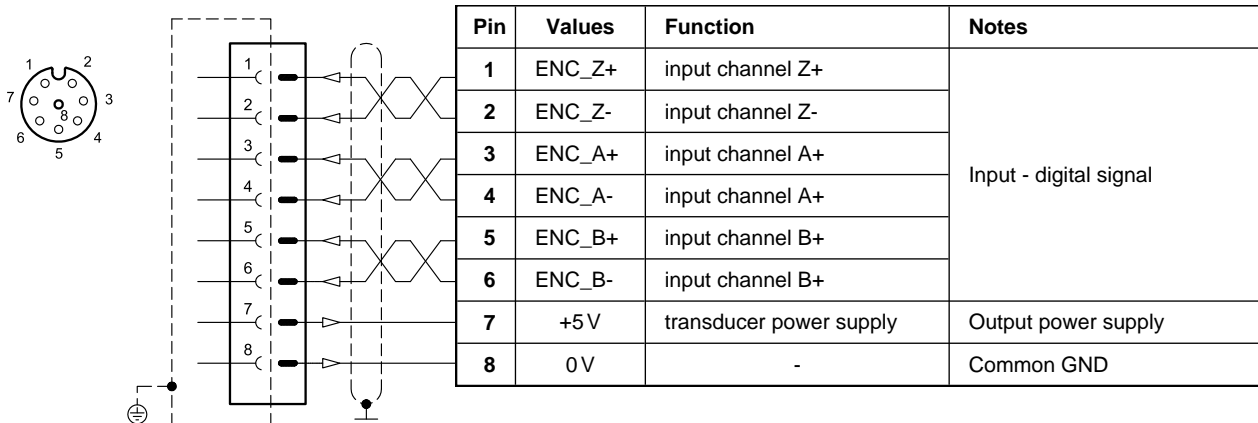 1 2
7 3
8
6 4
5
1
2
3
4
5
6
7
8
Pin Values Function Notes
1 ENC_Z+ input channel Z+
2 ENC_Z- input channel Z-
3 ENC_A+ input channel A+
Input - digital signal
4 ENC_A- input channel A+
5 ENC_B+ input channel B+
6 ENC_B- input channel B+
7 +5 V transducer power supply Output power supply
8 0 V - Common GND